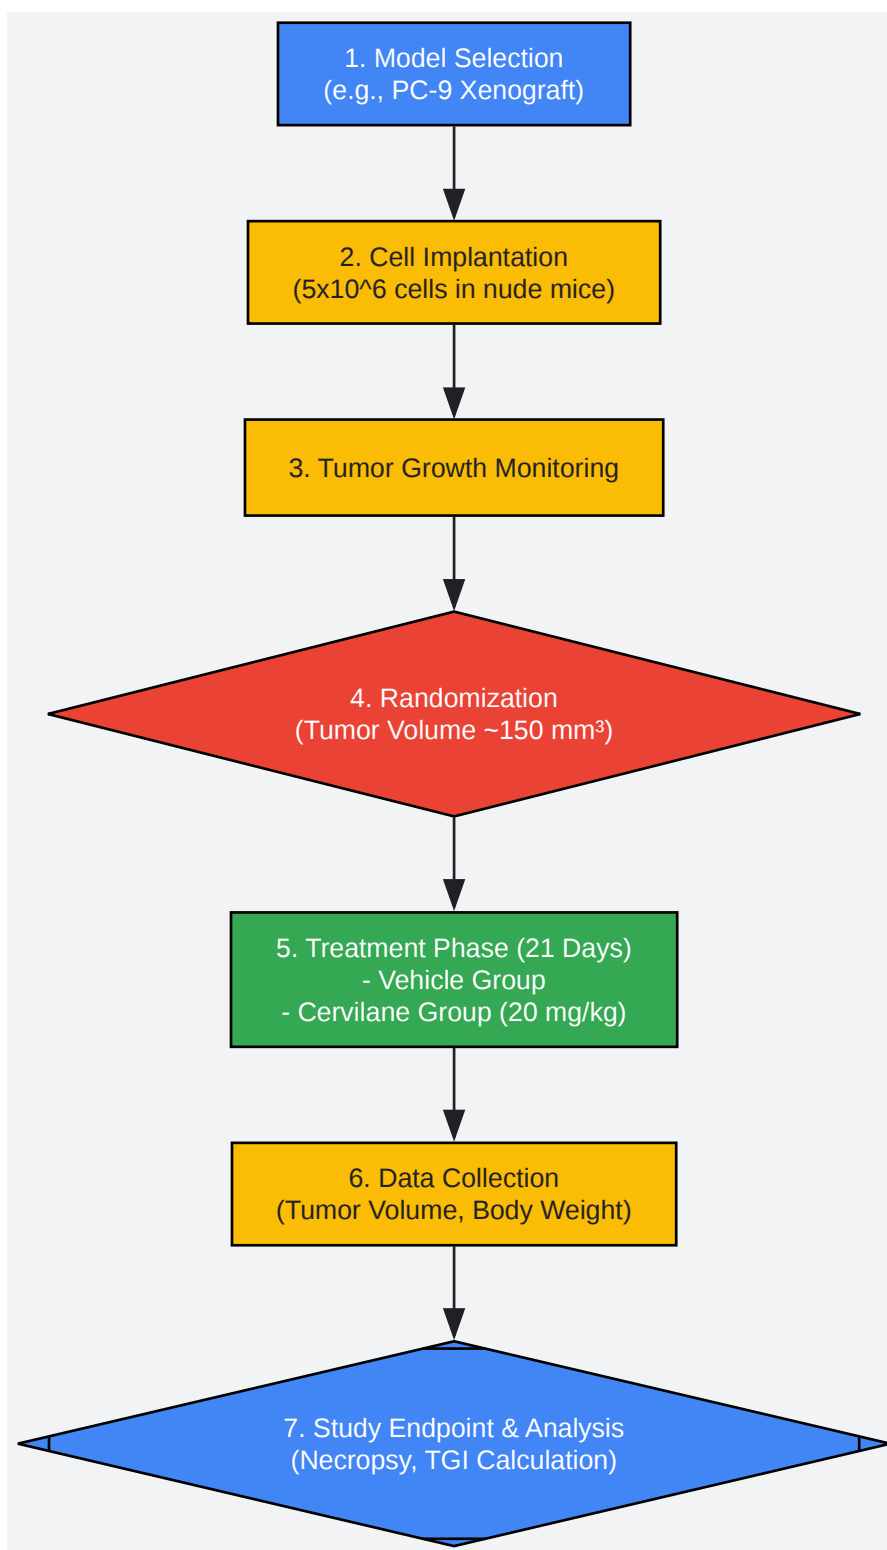 1. Model Selection
(e.g., PC-9 Xenograft)
2. Cell Implantation
(5x10^6 cells in nude mice)
3. Tumor Growth Monitoring
4. Randomization
(Tumor Volume ~150 mm³)
5. Treatment Phase (21 Days)
- Vehicle Group
- Cervilane Group (20 mg/kg)
6. Data Collection
(Tumor Volume, Body Weight)
7. Study Endpoint & Analysis
(Necropsy, TGI Calculation)